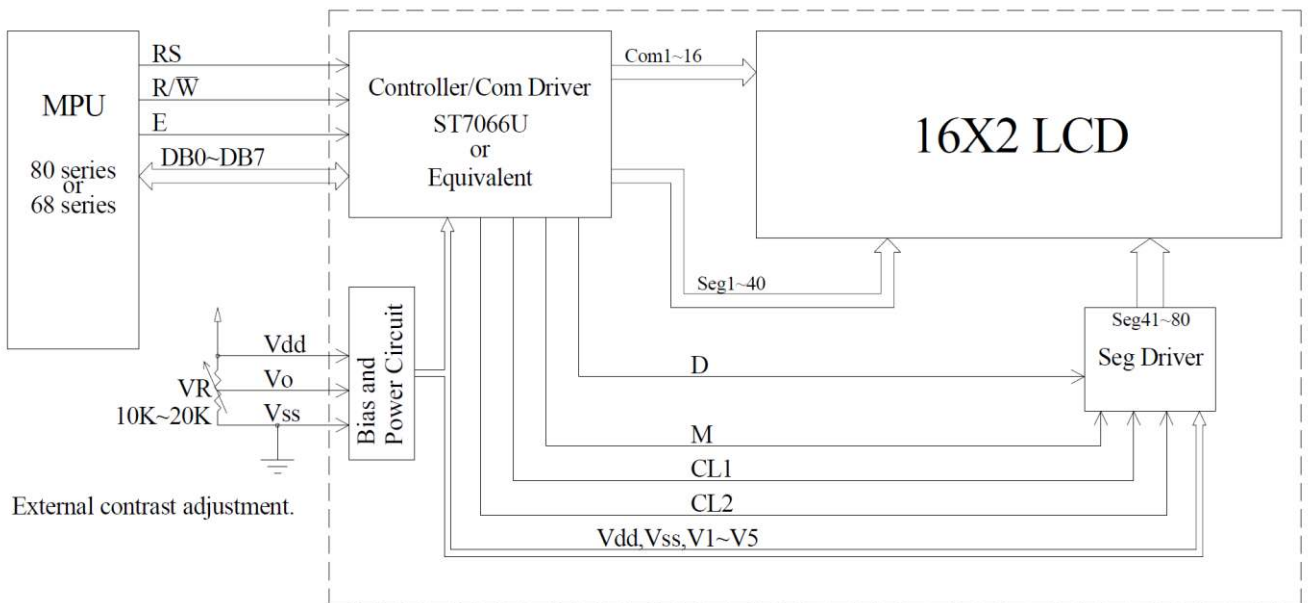 MPU
80 series
or
68 series
RS
R/W̅
E
DB0~DB7
Controller/Com Driver
ST7066U
or
Equivalent
Com1~16
16X2 LCD
Seg1~40
Seg41~80
Seg Driver
Vdd
Vo
Vss
VR
10K~20K
Bias and
Power Circuit
D
M
CL1
CL2
Vdd,Vss,V1~V5
External contrast adjustment.